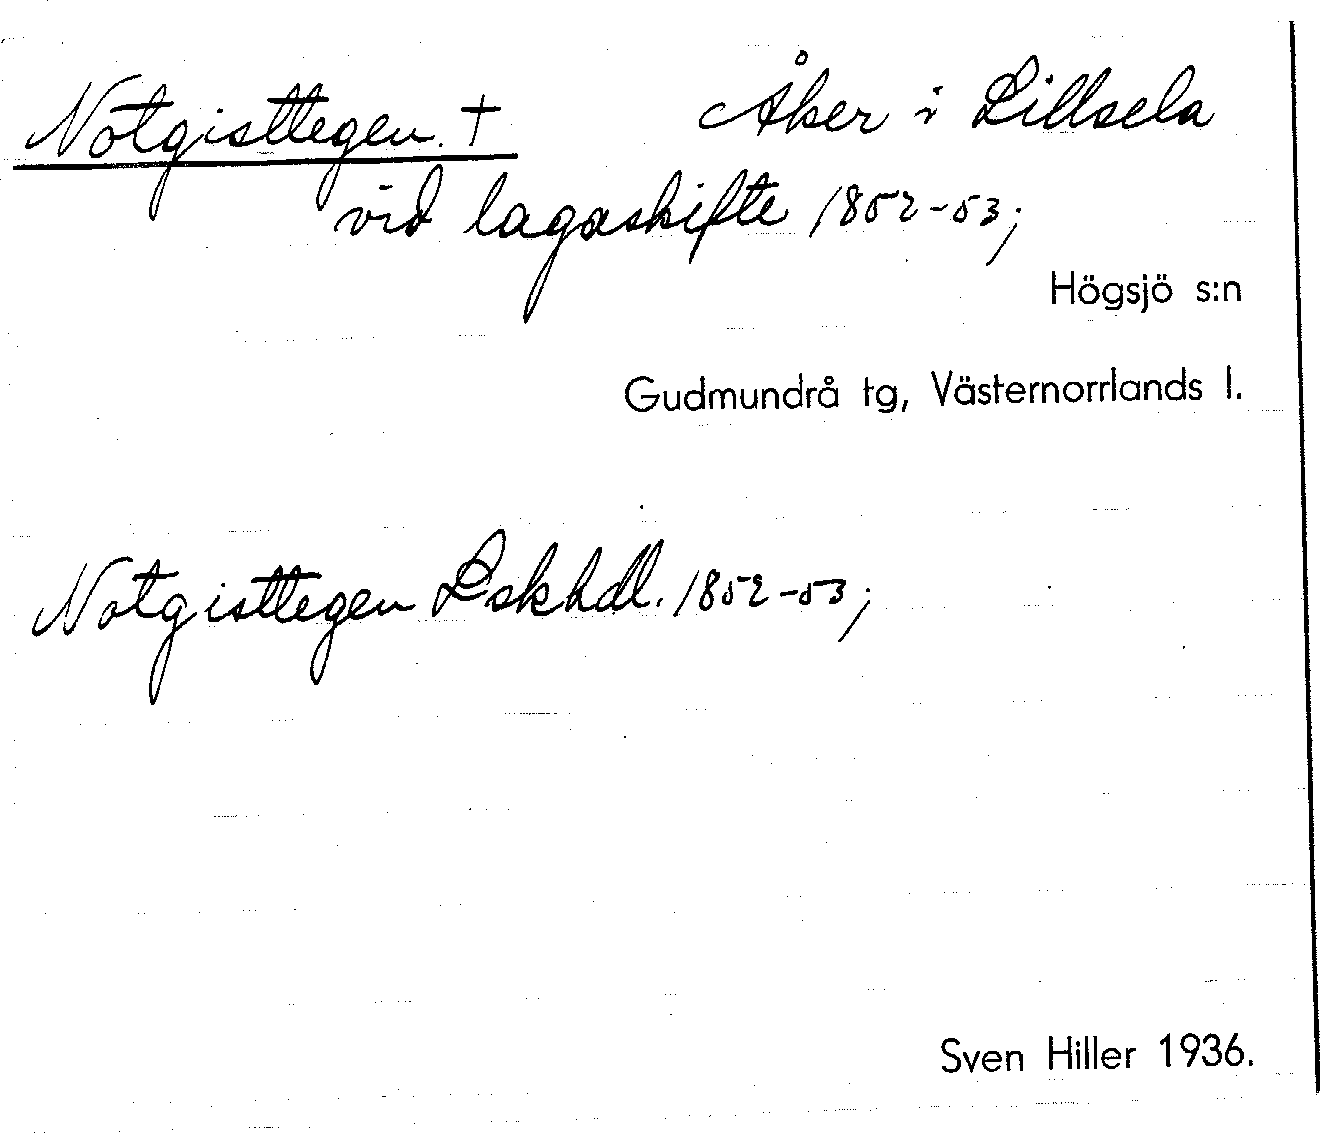 Notgisttegen. † Åker i Lillsela
vid lagaskifte 1852-53;
Högsjö s:n
Gudmundrå tg, Västernorrlands l.
Notgisttegen Lskhdl. 1852-53;
Sven Hiller 1936.